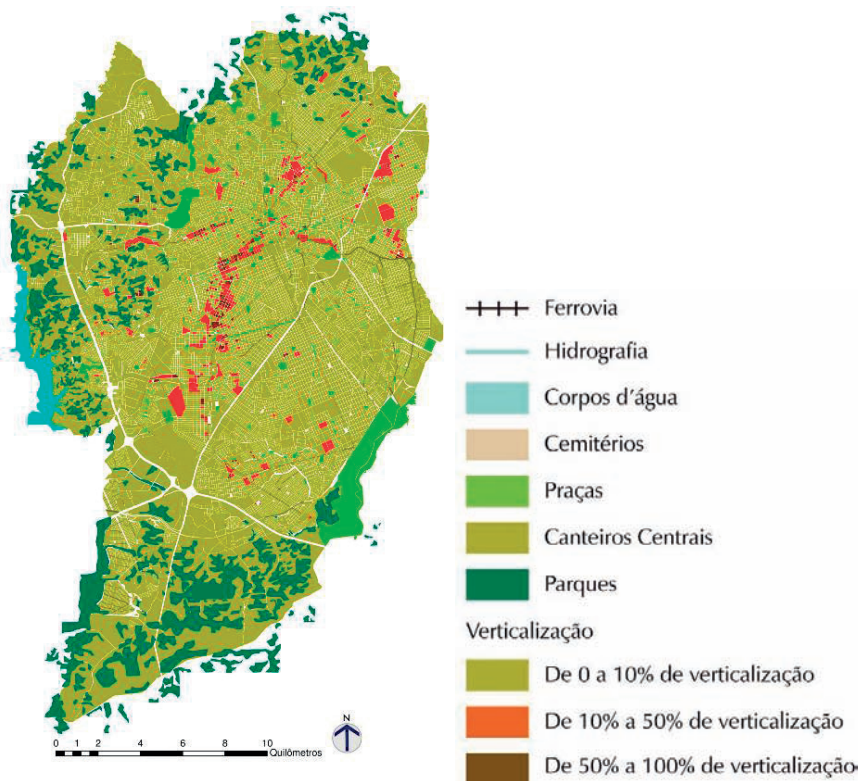 Ferrovia
Hidrografia
Corpos d'água
Cemitérios
Praças
Canteiros Centrais
Parques
Verticalização
De 0 a 10% de verticalização
De 10% a 50% de verticalização
De 50% a 100% de verticalização
N
0 1 2 4 6 8 10
Quilômetros